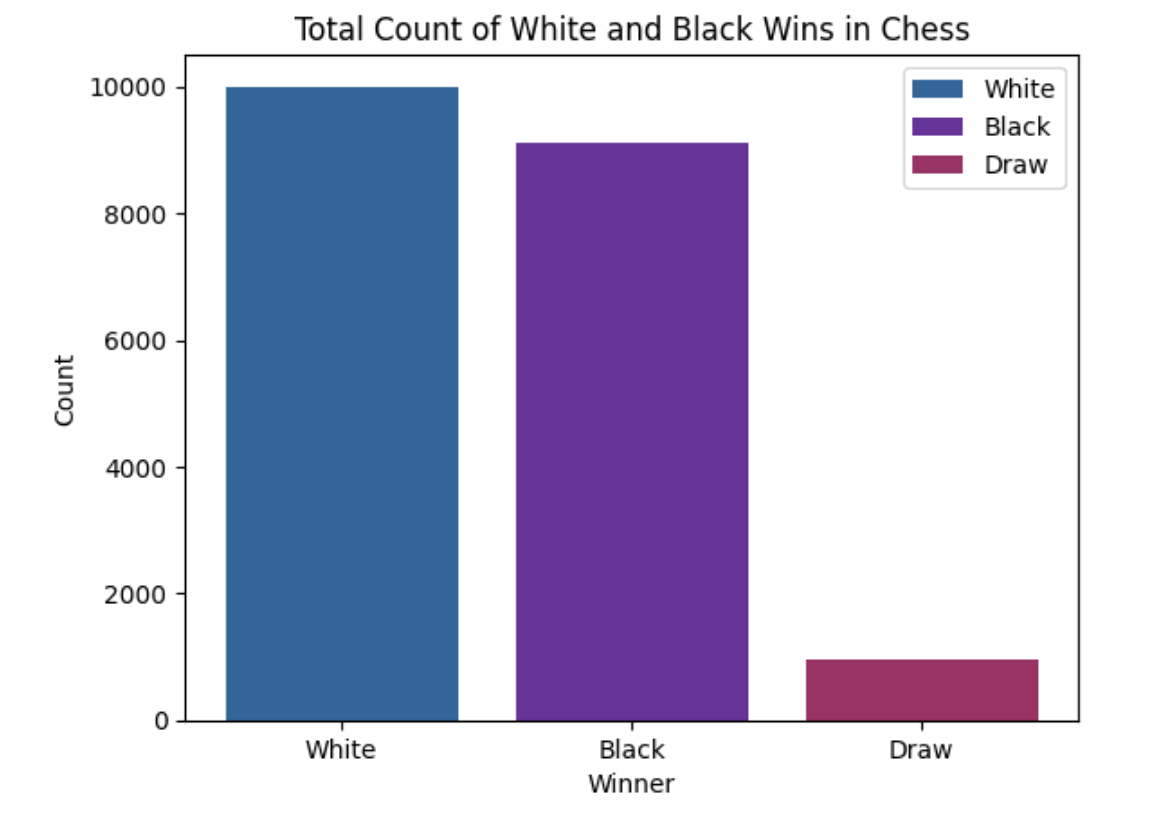 Total Count of White and Black Wins in Chess
White
Black
Draw
10000
8000
6000
4000
2000
0
Count
White Black Draw
Winner